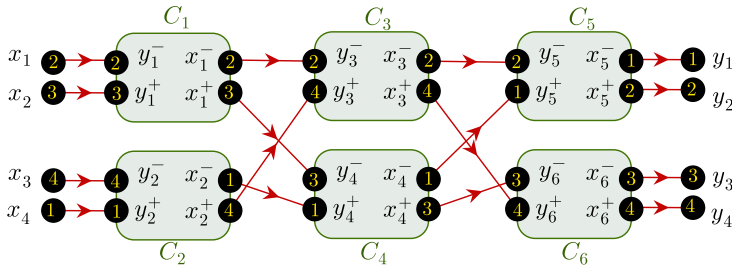 C₁ C₃ C₅
x₁ 2 2 y₁⁻ x₁⁻ 2 2 y₃⁻ x₃⁻ 2 2 y₅⁻ x₅⁻ 1 1 y₁
x₂ 3 3 y₁⁺ x₁⁺ 3 4 y₃⁺ x₃⁺ 4 1 y₅⁺ x₅⁺ 2 2 y₂
x₃ 4 4 y₂⁻ x₂⁻ 1 3 y₄⁻ x₄⁻ 1 3 y₆⁻ x₆⁻ 3 3 y₃
x₄ 1 1 y₂⁺ x₂⁺ 4 1 y₄⁺ x₄⁺ 3 4 y₆⁺ x₆⁺ 4 4 y₄
C₂ C₄ C₆